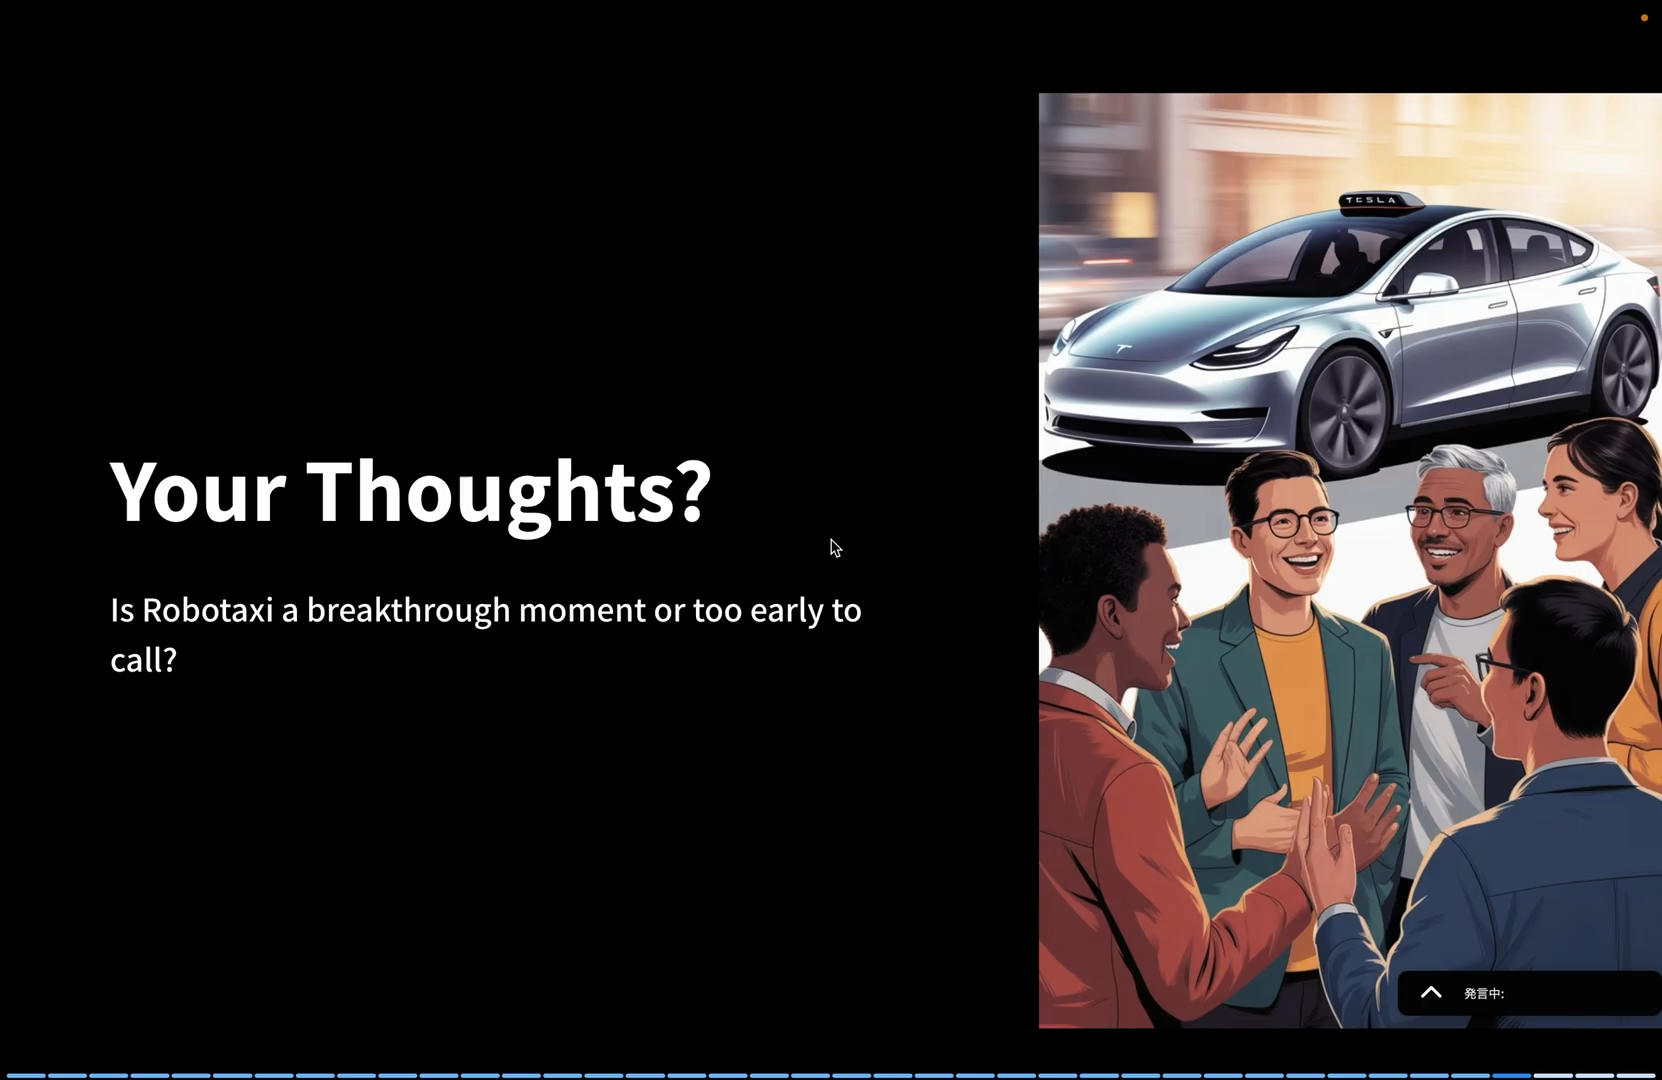 TESLA
Your Thoughts?
Is Robotaxi a breakthrough moment or too early to
call?
発言中: